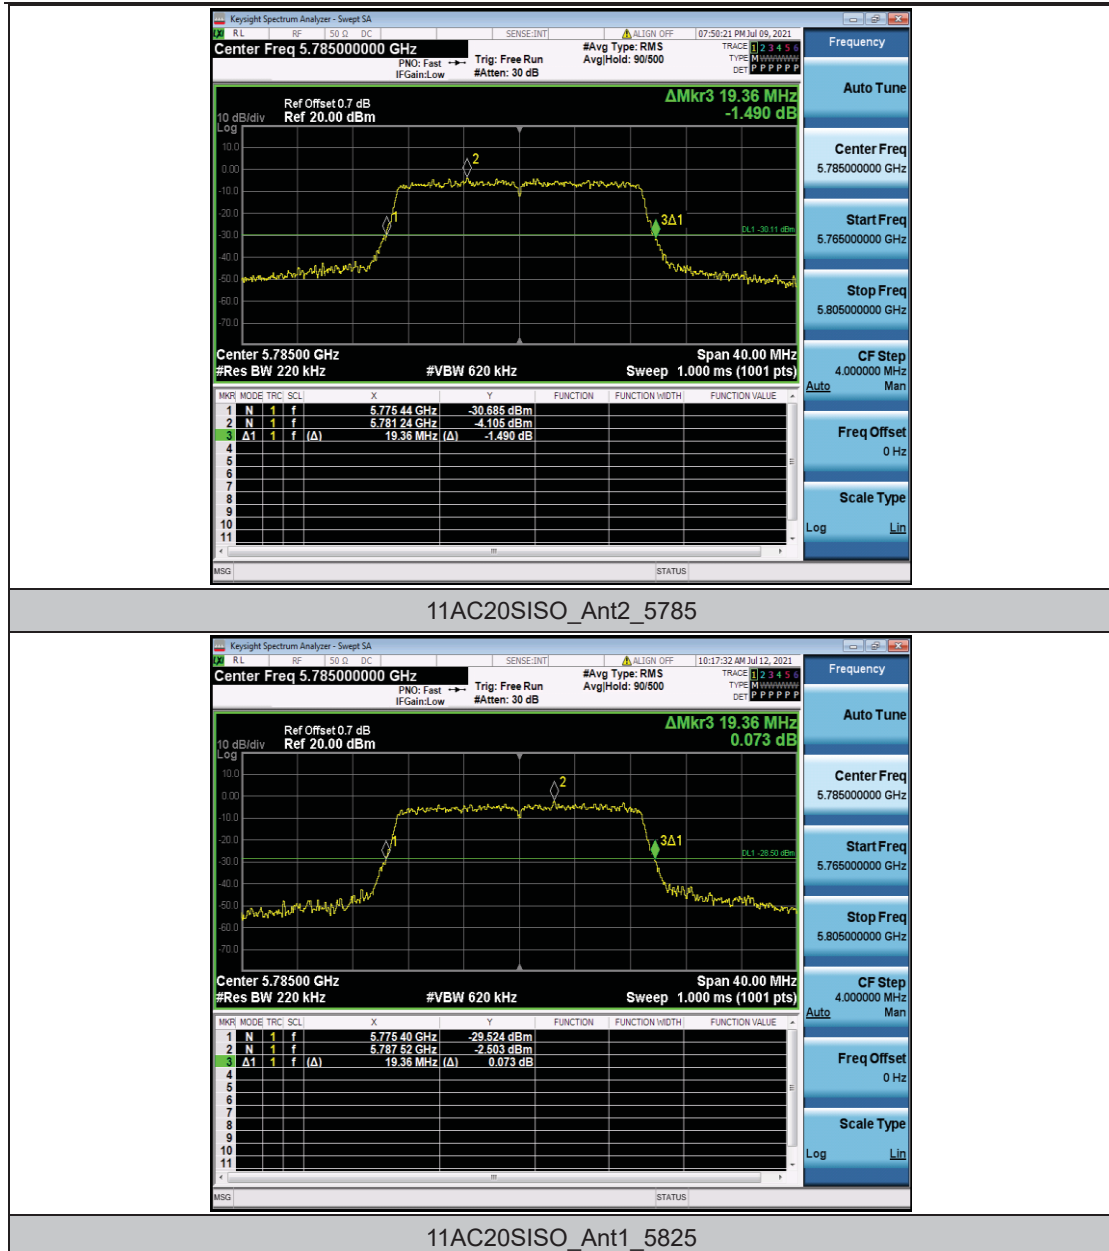 Keysight Spectrum Analyzer - Swept SA
LXI RL RF 50 Ω DC SENSE:INT ALIGN OFF 07:50:21 PM Jul 09, 2021
Center Freq 5.785000000 GHz #Avg Type: RMS TRACE 1 2 3 4 5 6
PNO: Fast Trig: Free Run Avg|Hold: 90/500 TYPE M WWWWW
IFGain:Low #Atten: 30 dB DET P P P P P P
ΔMkr3 19.36 MHz
Ref Offset 0.7 dB
10 dB/div Ref 20.00 dBm -1.490 dB
Log
10.0
2
0.00
-10.0
-20.0
1
3Δ1
DL1 -30.11 dBm
-30.0
-40.0
-50.0
-60.0
-70.0
Center 5.78500 GHz Span 40.00 MHz
#Res BW 220 kHz #VBW 620 kHz Sweep 1.000 ms (1001 pts)
MKR MODE TRC SCL X Y FUNCTION FUNCTION WIDTH FUNCTION VALUE
1 N 1 f 5.775 44 GHz -30.685 dBm
2 N 1 f 5.781 24 GHz -4.105 dBm
3 Δ1 1 f (Δ) 19.36 MHz (Δ) -1.490 dB
4
5
6
7
8
9
10
11
MSG STATUS
Frequency
Auto Tune
Center Freq
5.785000000 GHz
Start Freq
5.765000000 GHz
Stop Freq
5.805000000 GHz
CF Step
4.000000 MHz
Auto Man
Freq Offset
0 Hz
Scale Type
Log Lin
11AC20SISO_Ant2_5785
Keysight Spectrum Analyzer - Swept SA
LXI RL RF 50 Ω DC SENSE:INT ALIGN OFF 10:17:32 AM Jul 12, 2021
Center Freq 5.785000000 GHz #Avg Type: RMS TRACE 1 2 3 4 5 6
PNO: Fast Trig: Free Run Avg|Hold: 90/500 TYPE M WWWWW
IFGain:Low #Atten: 30 dB DET P P P P P P
ΔMkr3 19.36 MHz
Ref Offset 0.7 dB
10 dB/div Ref 20.00 dBm 0.073 dB
Log
10.0
2
0.00
-10.0
-20.0
1
3Δ1
DL1 -28.50 dBm
-30.0
-40.0
-50.0
-60.0
-70.0
Center 5.78500 GHz Span 40.00 MHz
#Res BW 220 kHz #VBW 620 kHz Sweep 1.000 ms (1001 pts)
MKR MODE TRC SCL X Y FUNCTION FUNCTION WIDTH FUNCTION VALUE
1 N 1 f 5.775 40 GHz -29.524 dBm
2 N 1 f 5.787 52 GHz -2.503 dBm
3 Δ1 1 f (Δ) 19.36 MHz (Δ) 0.073 dB
4
5
6
7
8
9
10
11
MSG STATUS
Frequency
Auto Tune
Center Freq
5.785000000 GHz
Start Freq
5.765000000 GHz
Stop Freq
5.805000000 GHz
CF Step
4.000000 MHz
Auto Man
Freq Offset
0 Hz
Scale Type
Log Lin
11AC20SISO_Ant1_5825